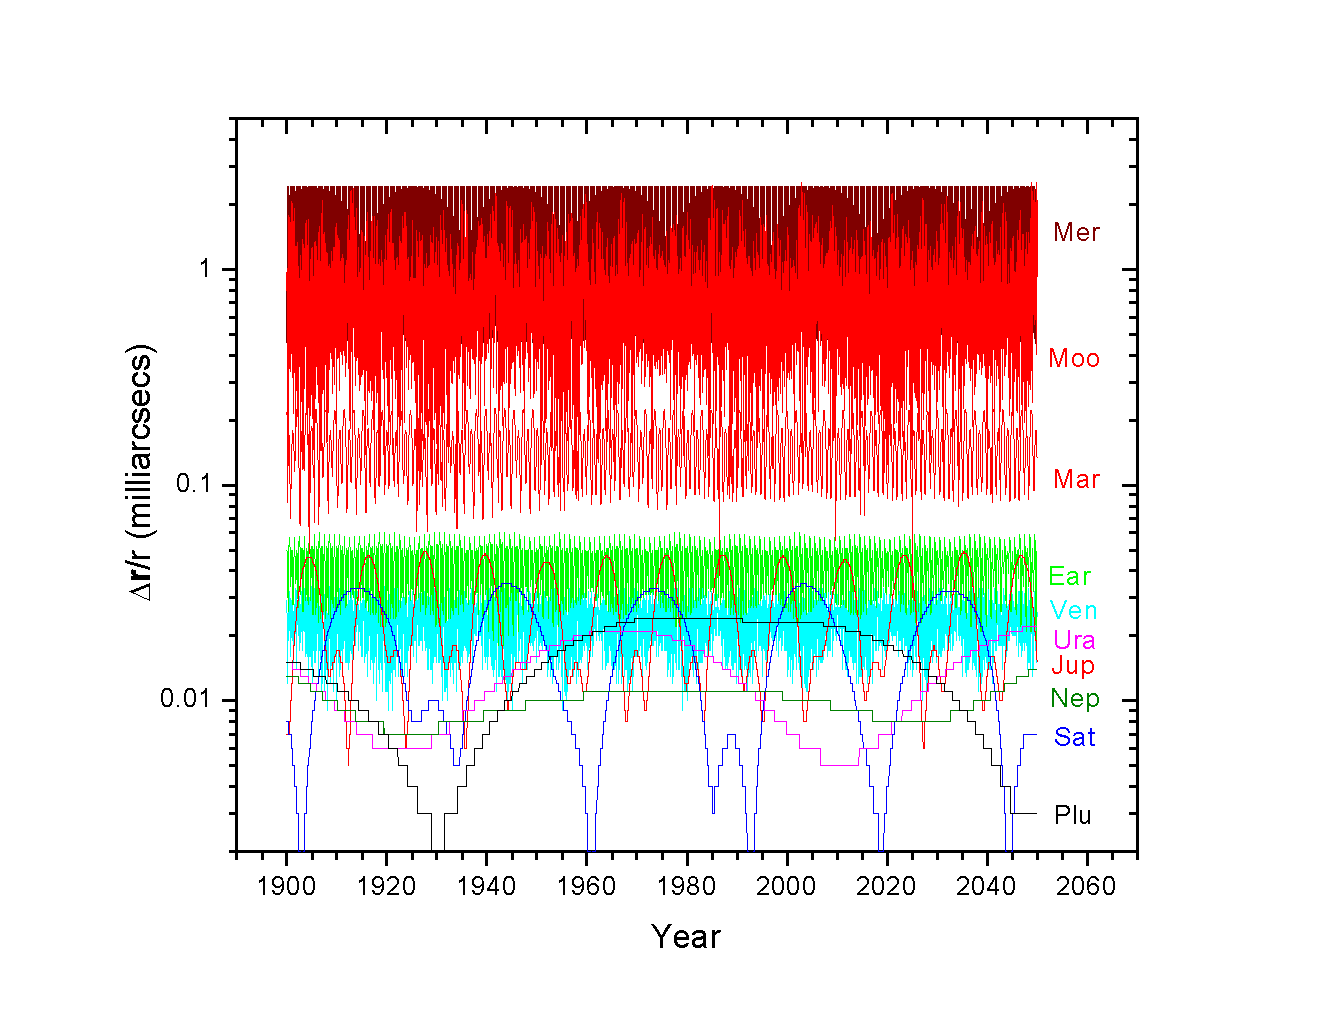 Δr/r (milliarcsecs)
1
0.1
0.01
Mer
Moo
Mar
Ear
Ven
Ura
Jup
Nep
Sat
Plu
1900 1920 1940 1960 1980 2000 2020 2040 2060
Year